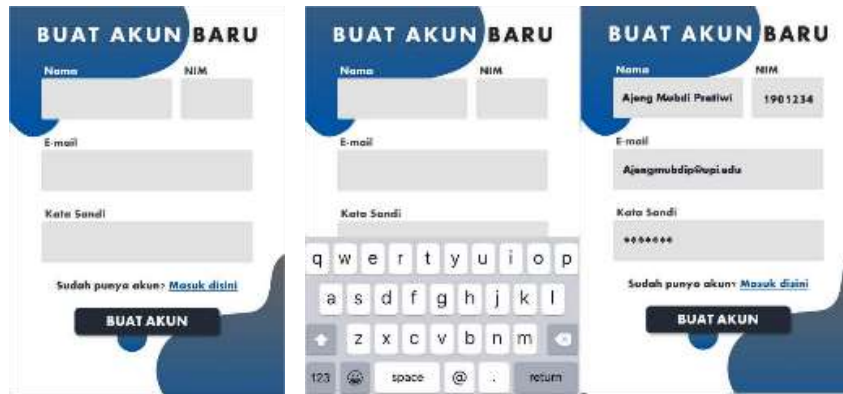 BUAT AKUN BARU
Nama NIM
E-mail
Kata Sandi
Sudah punya akun? Masuk disini
BUAT AKUN
BUAT AKUN BARU
Nama NIM
E-mail
Kata Sandi
q w e r t y u i o p
a s d f g h j k l
z x c v b n m
123 space @ . return
BUAT AKUN BARU
Nama NIM
Ajeng Mubdi Pratiwi 1901234
E-mail
Ajengmubdip@upi.edu
Kata Sandi
*******
Sudah punya akun? Masuk disini
BUAT AKUN